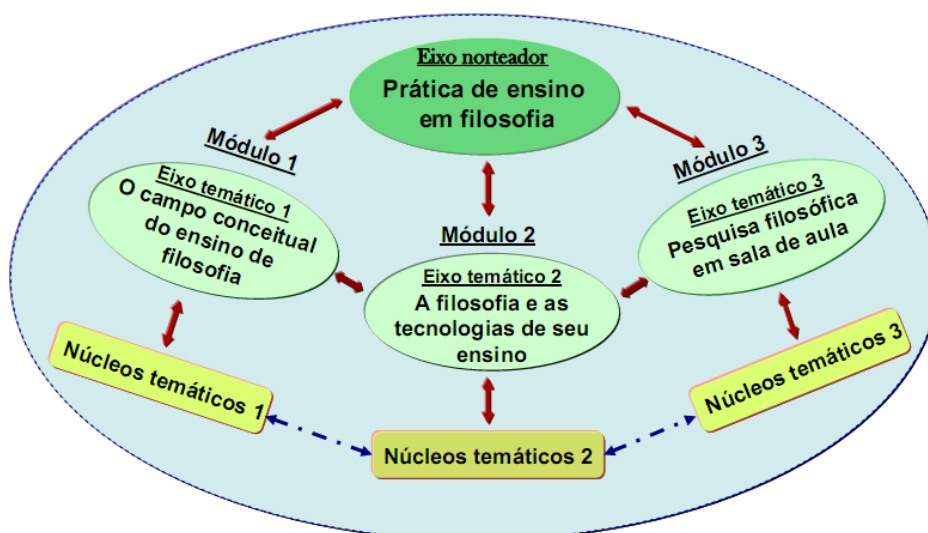 Eixo norteador
Prática de ensino
em filosofia
Módulo 1
Eixo temático 1
O campo conceitual
do ensino de
filosofia
Módulo 2
Eixo temático 2
A filosofia e as
tecnologias de seu
ensino
Módulo 3
Eixo temático 3
Pesquisa filosófica
em sala de aula
Núcleos temáticos 1
Núcleos temáticos 2
Núcleos temáticos 3